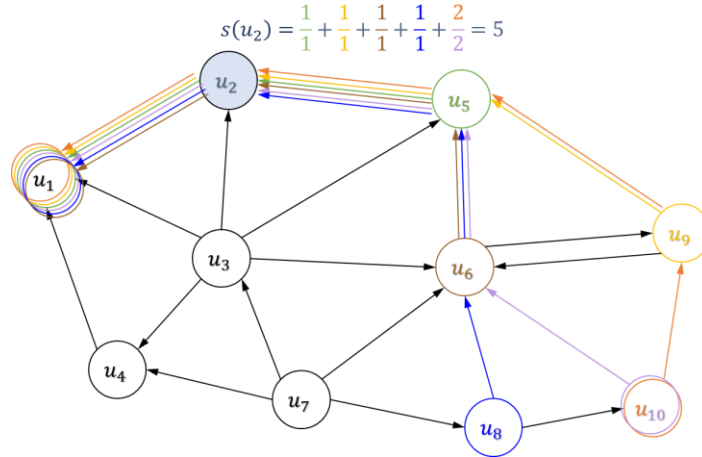 s(u₂) = 1/1 + 1/1 + 1/1 + 1/1 + 2/2 = 5
u₂
u₅
u₁
u₉
u₃
u₆
u₄
u₇
u₁₀
u₈